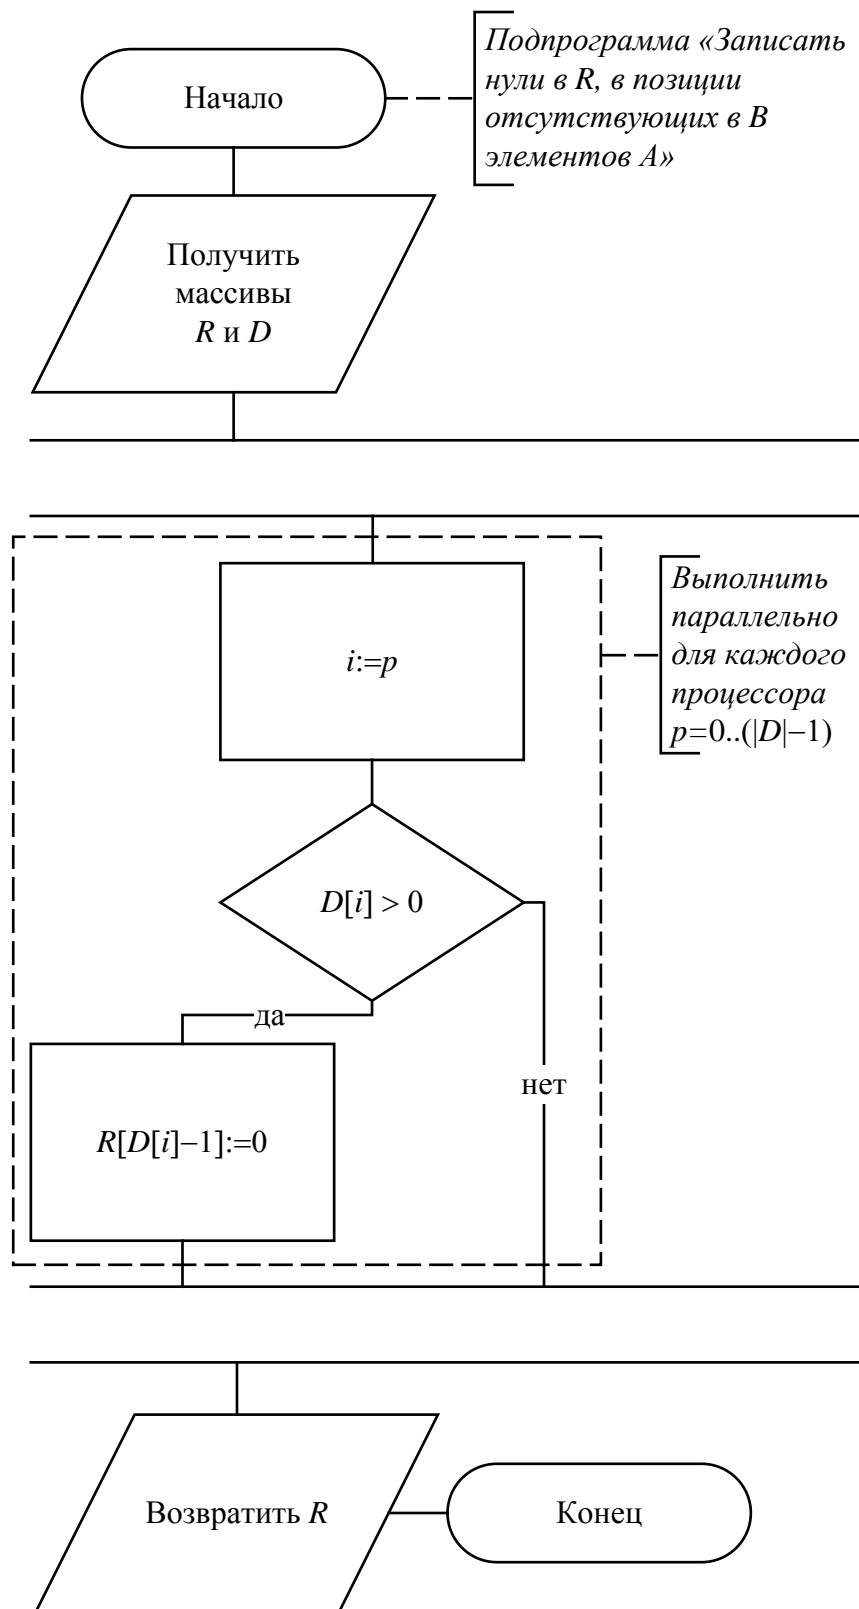 Начало
Подпрограмма «Записать
нули в R, в позиции
отсутствующих в B
элементов A»
Получить
массивы
R и D
i:=p
Выполнить
параллельно
для каждого
процессора
p=0..(|D|−1)
D[i] > 0
да
нет
R[D[i]−1]:=0
Возвратить R
Конец